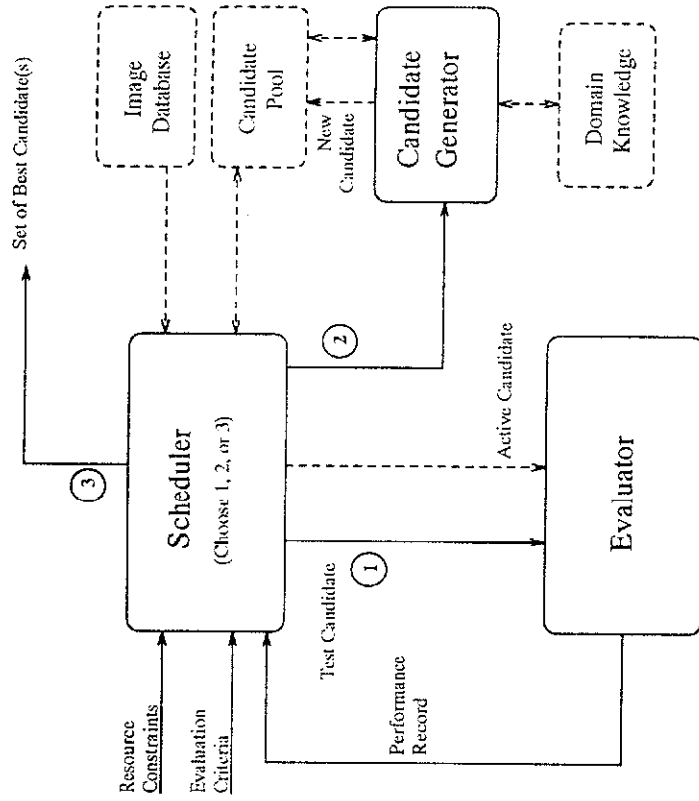 Set of Best Candidate(s)
Image
Database
Candidate
Pool
New
Candidate
Candidate
Generator
Domain
Knowledge
3
Scheduler
(Choose 1, 2, or 3)
2
Resource
Constraints
Evaluation
Criteria
Test Candidate
1
Active Candidate
Performance
Record
Evaluator